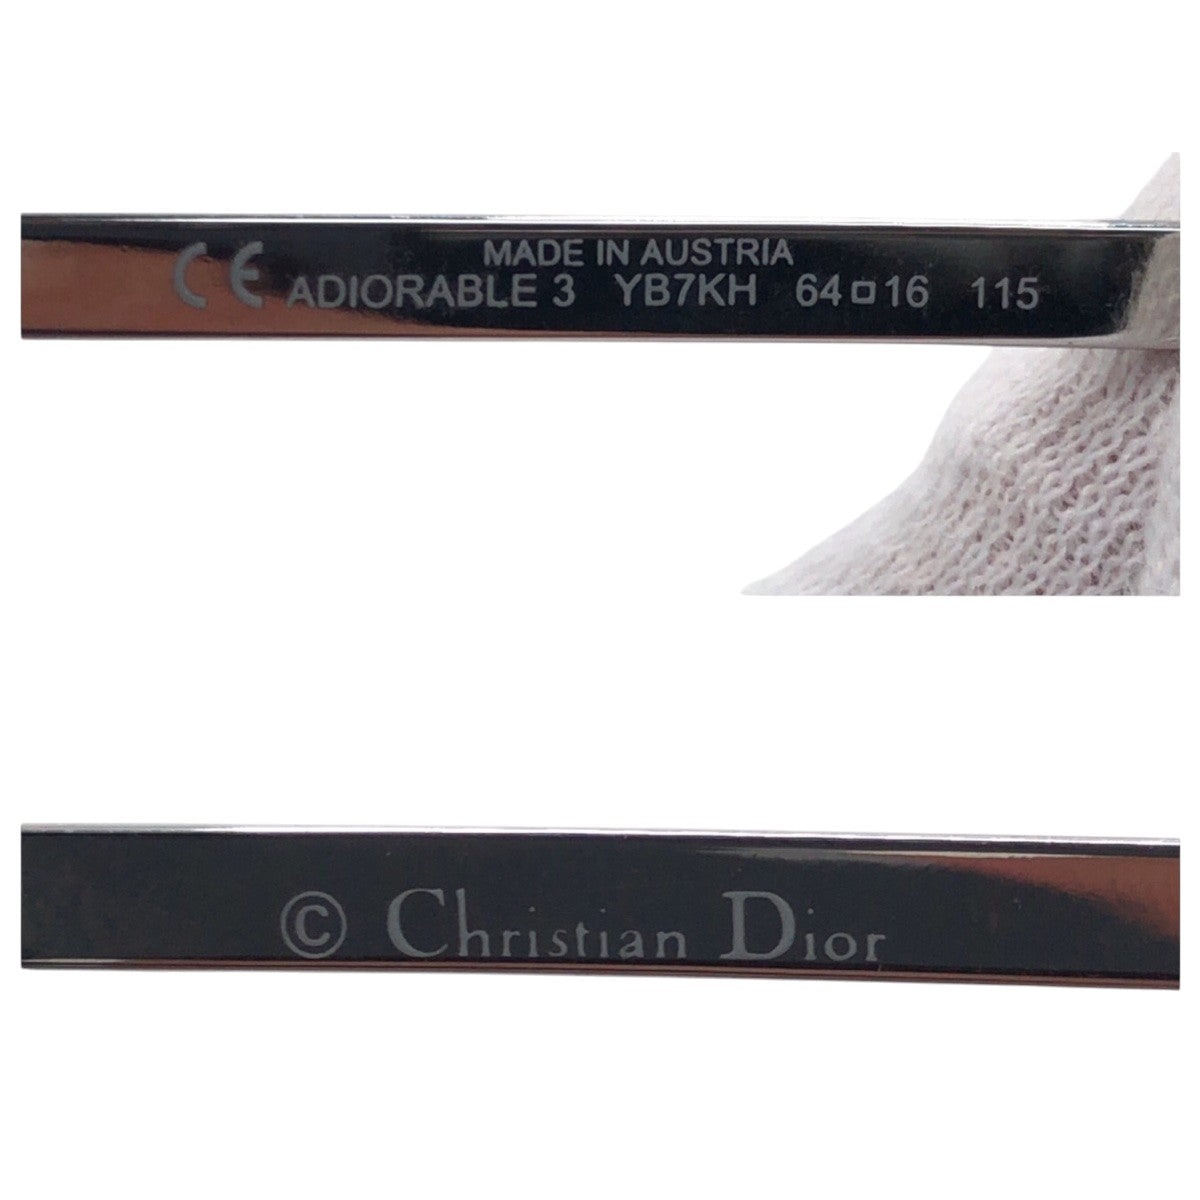 MADE IN AUSTRIA
CE ADIORABLE 3 YB7KH 64□16 115
© Christian Dior